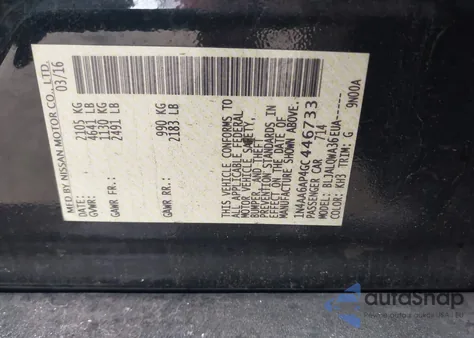 MFD BY NISSAN MOTOR CO., LTD.
03/16
GVWR: 2105 KG
4641 LB
GAWR FR: 1130 KG
2491 LB
GAWR RR: 990 KG
2183 LB
THIS VEHICLE CONFORMS TO
ALL APPLICABLE FEDERAL
MOTOR VEHICLE SAFETY,
BUMPER, AND THEFT
PREVENTION STANDARDS IN
EFFECT ON THE DATE OF
MANUFACTURE SHOWN ABOVE.
1N4AA6AP4GC446733
PASSENGER CAR
MODEL: BLJALOWA36EUA-----
COLOR: KH3 TRIM: G
9N00A
autoSnap